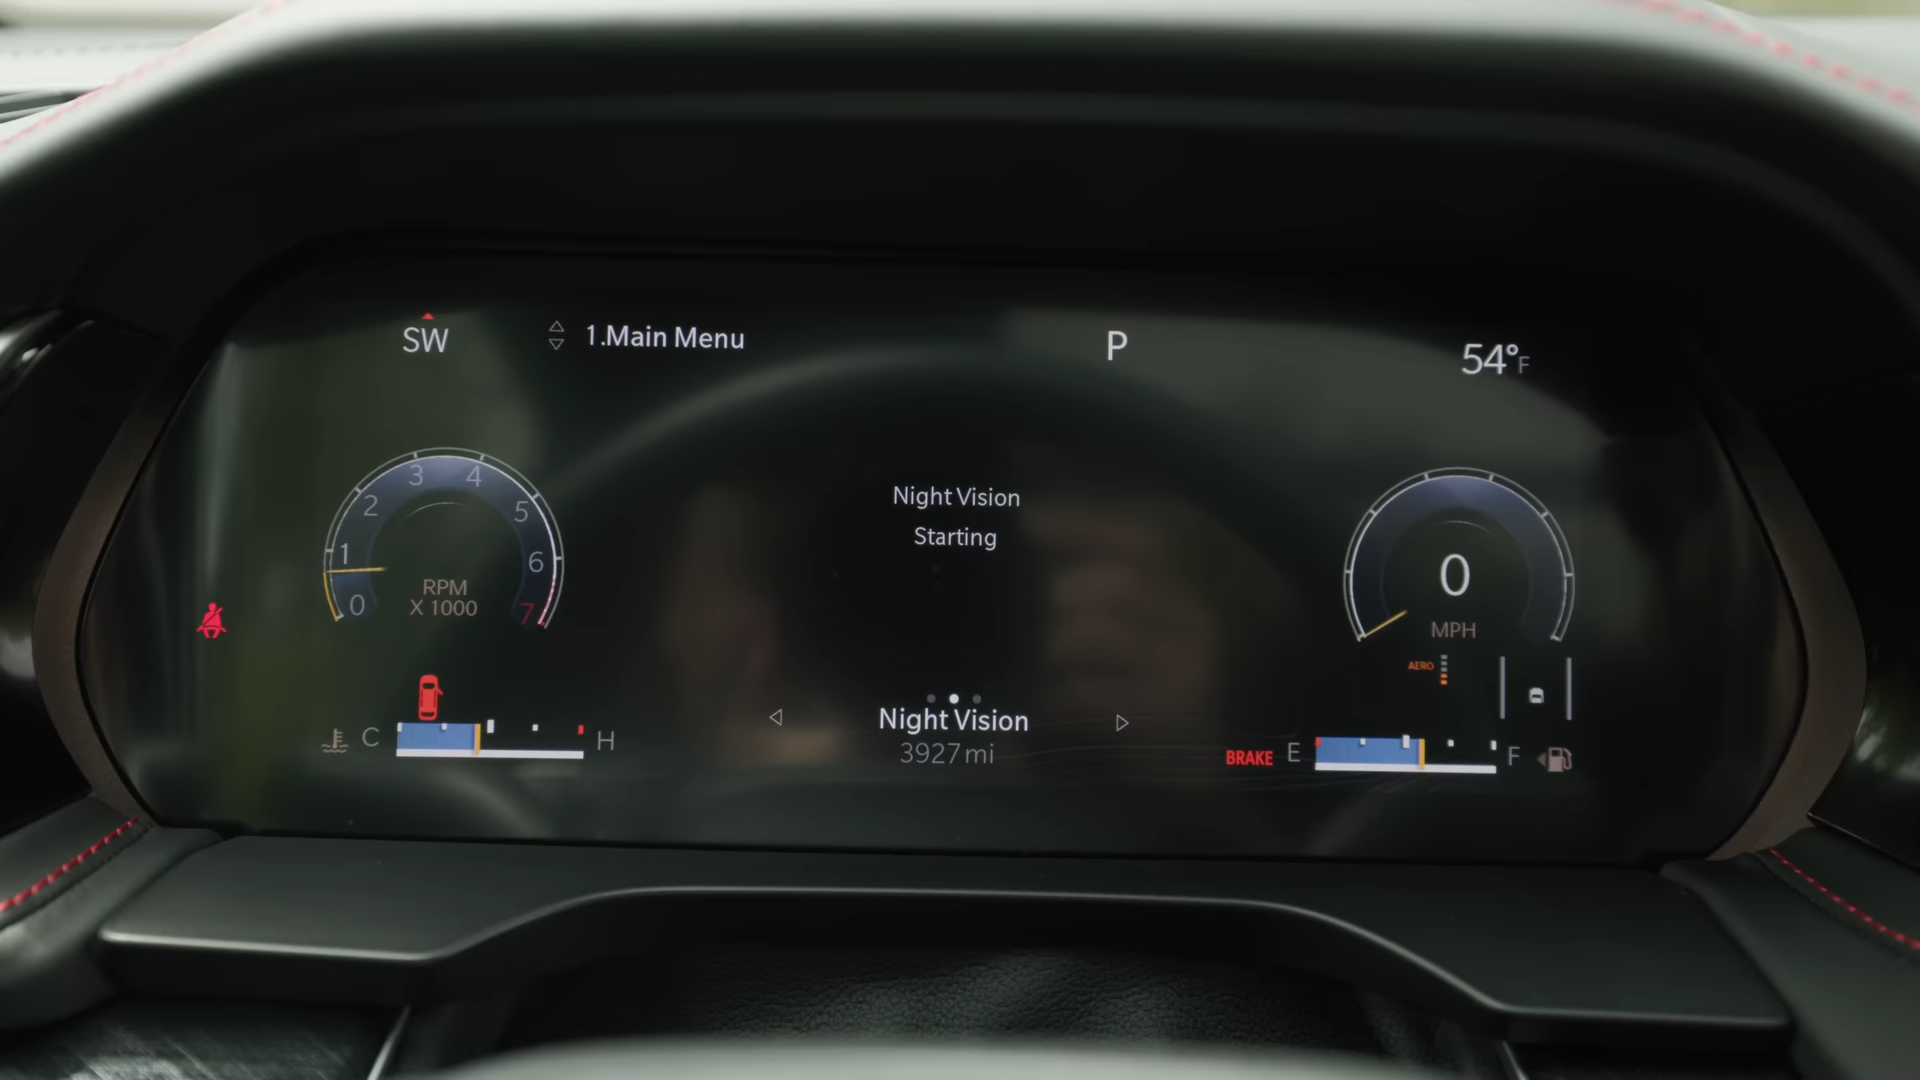 SW
1.Main Menu
P
54°F
0
1
2
3
4
5
6
7
RPM
X 1000
Night Vision
Starting
0
MPH
AERO
C
H
Night Vision
3927mi
BRAKE
E
F